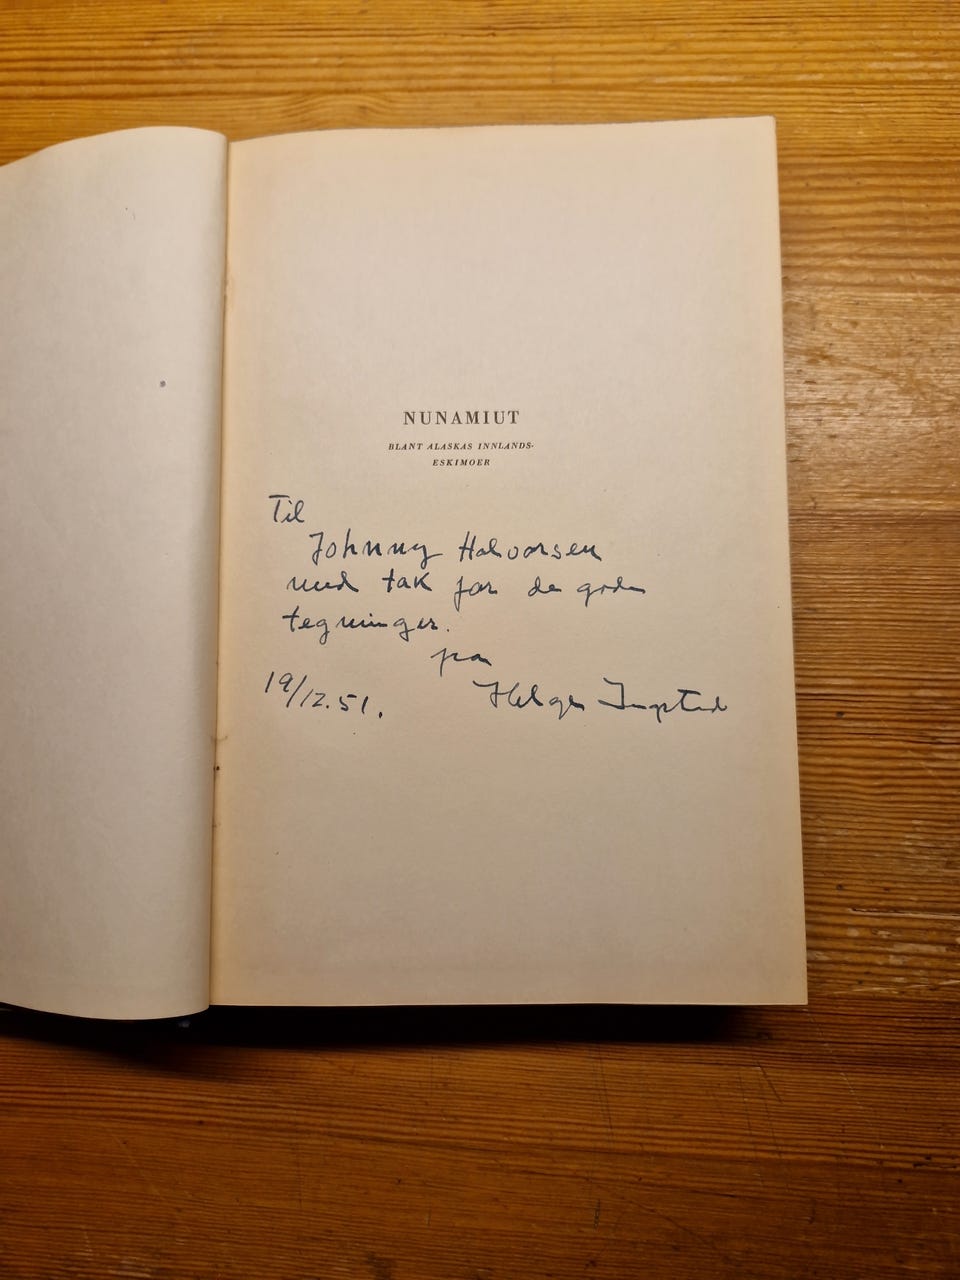 NUNAMIUT
BLANT ALASKAS INNLANDS-
ESKIMOER
Til
Johnny Halvorsen
med tak for de gode
tegninger.
fra
19/12.51. Helge Ingstad